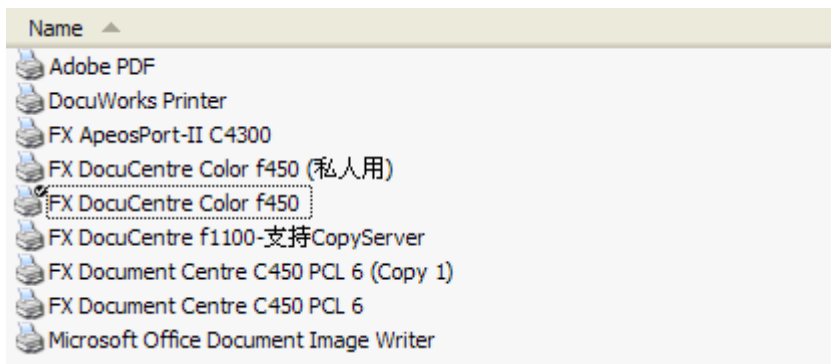 Name
Adobe PDF
DocuWorks Printer
FX ApeosPort-II C4300
FX DocuCentre Color f450 (私人用)
FX DocuCentre Color f450
FX DocuCentre f1100-支持CopyServer
FX Document Centre C450 PCL 6 (Copy 1)
FX Document Centre C450 PCL 6
Microsoft Office Document Image Writer